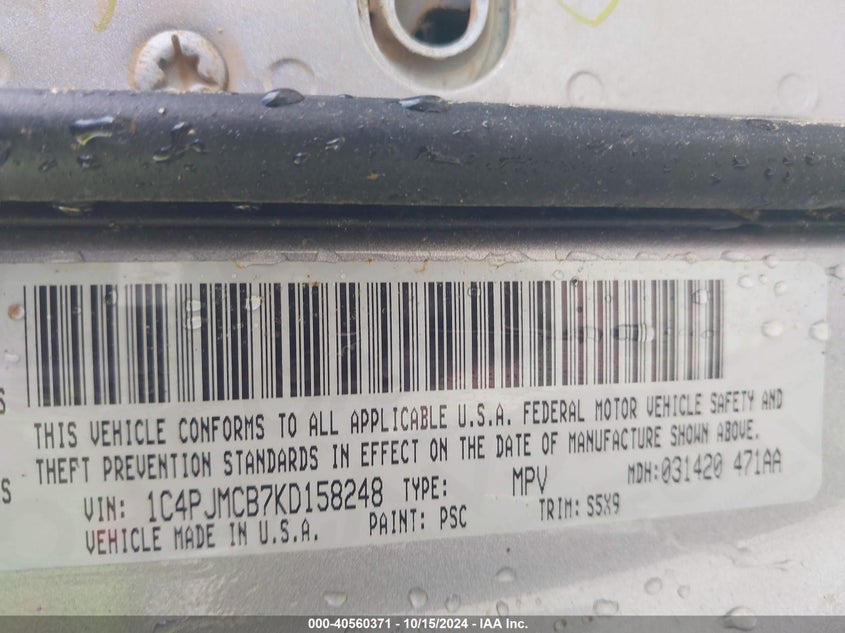 S
THIS VEHICLE CONFORMS TO ALL APPLICABLE U.S.A. FEDERAL MOTOR VEHICLE SAFETY AND
THEFT PREVENTION STANDARDS IN EFFECT ON THE DATE OF MANUFACTURE SHOWN ABOVE.
S
VIN: 1C4PJMCB7KD158248 TYPE: MPV MDH:031420 471AA
VEHICLE MADE IN U.S.A. PAINT: PSC TRIM: S5X9
000-40560371 - 10/15/2024 - IAA Inc.